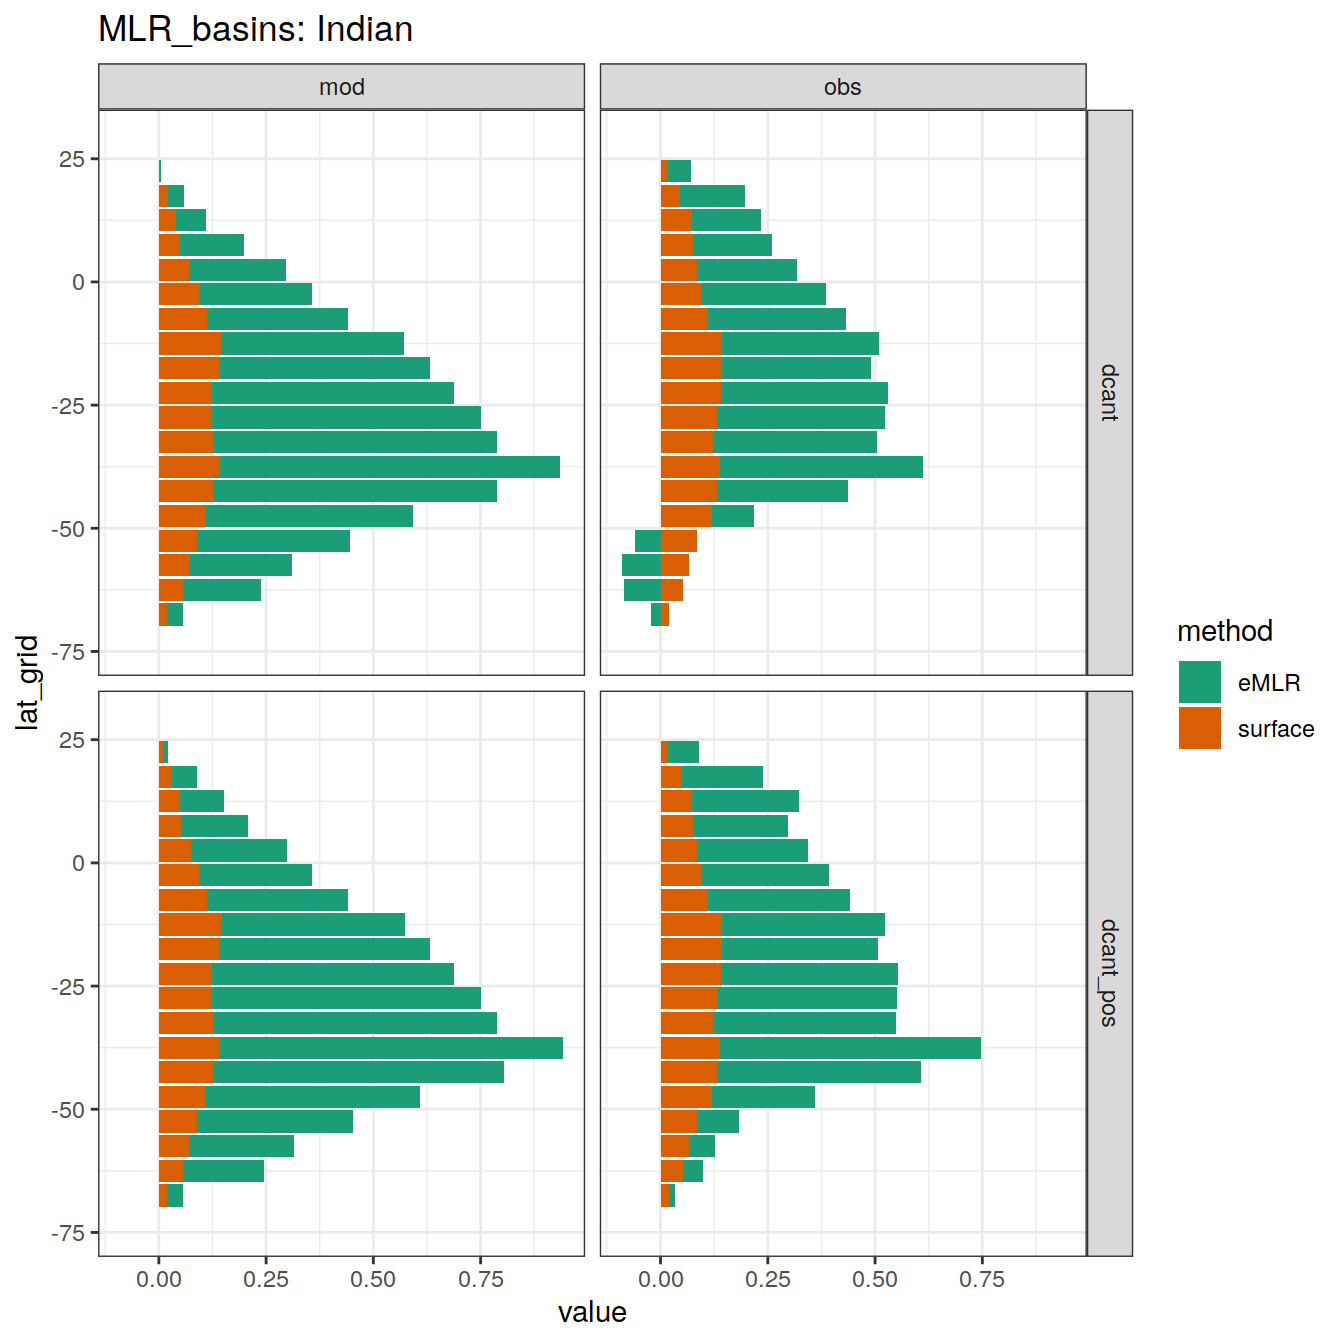 MLR_basins: Indian
mod
obs
25
0
-25
-50
-75
dcant
25
0
-25
-50
-75
dcant_pos
lat_grid
0.00 0.25 0.50 0.75
0.00 0.25 0.50 0.75
value
method
eMLR
surface